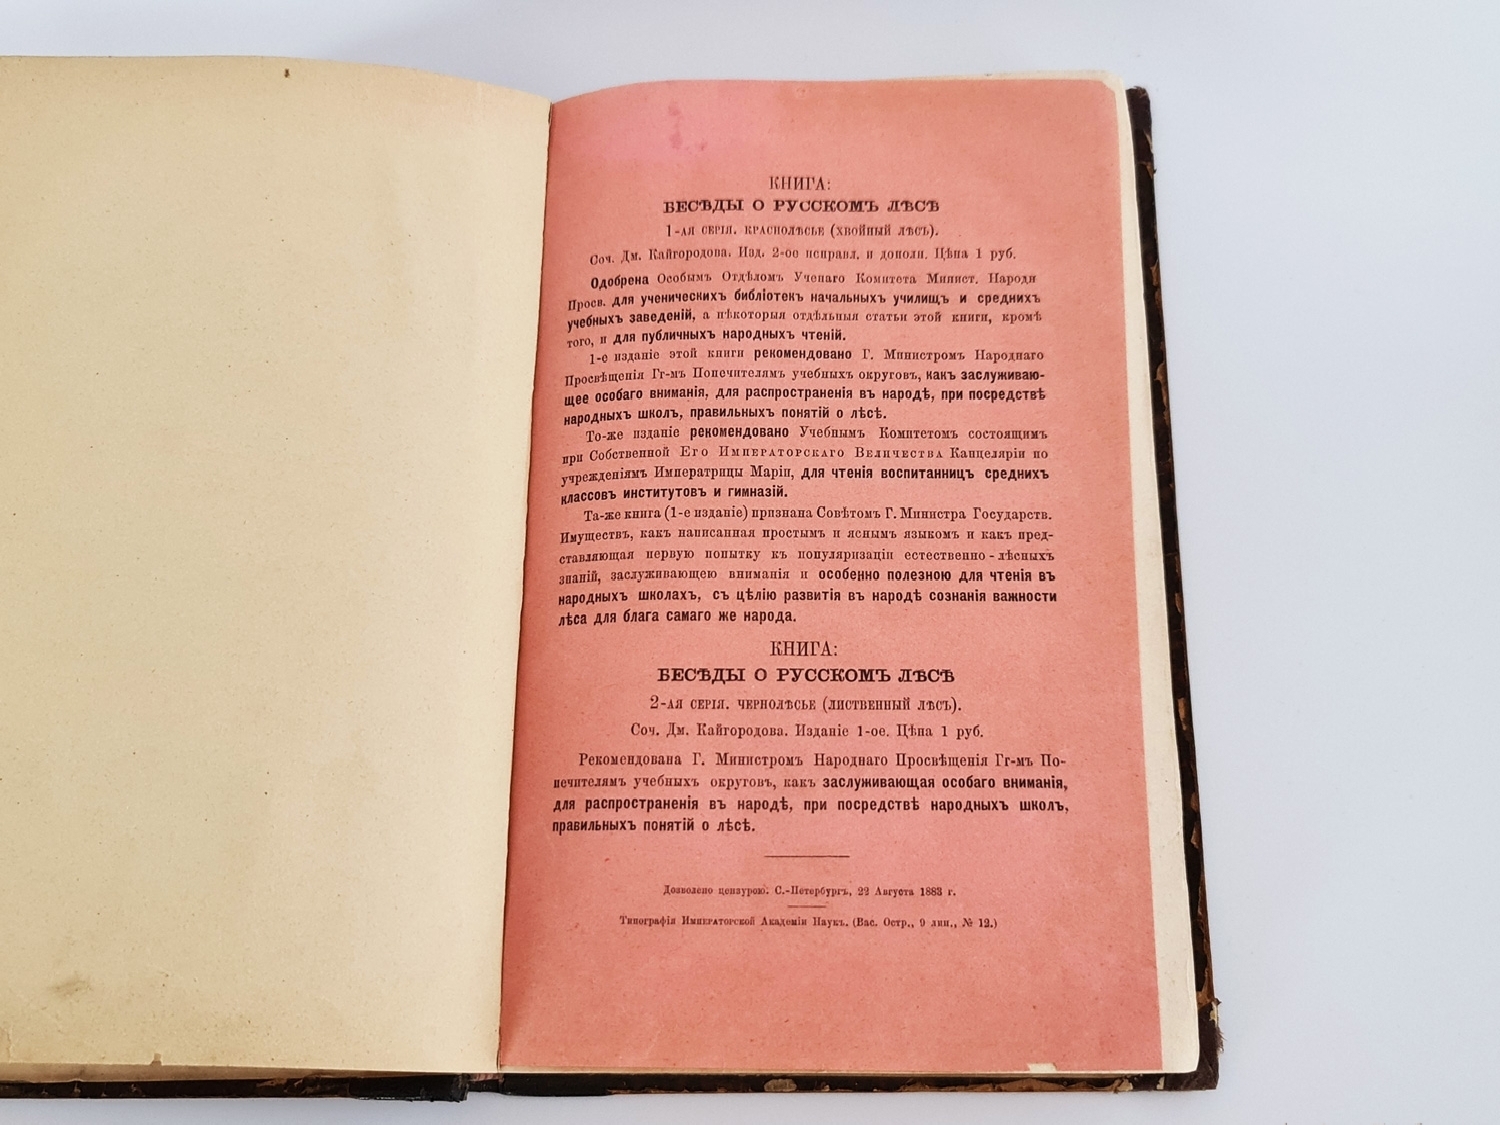 КНИГА:
БЕСѢДЫ О РУССКОМЪ ЛѢСѢ
1-АЯ СЕРІЯ. КРАСНОЛѢСЬЕ (ХВОЙНЫЙ ЛѢСЪ).
Соч. Дм. Кайгородова. Изд. 2-ое исправл. и дополн. Цѣна 1 руб.
Одобрена Особымъ Отдѣломъ Ученаго Комитета Минист. Народн
Просв. для ученическихъ библіотекъ начальныхъ училищъ и среднихъ
учебныхъ заведеній, а нѣкоторыя отдѣльныя статьи этой книги, кромѣ
того, и для публичныхъ народныхъ чтеній.
1-е изданіе этой книги рекомендовано Г. Министромъ Народнаго
Просвѣщенія Гг-мъ Попечителямъ учебныхъ округовъ, какъ заслуживаю-
щее особаго вниманія, для распространенія въ народѣ, при посредствѣ
народныхъ школъ, правильныхъ понятій о лѣсѣ.
То-же изданіе рекомендовано Учебнымъ Комитетомъ состоящимъ
при Собственной Его Императорскаго Величества Канцеляріи по
учрежденіямъ Императрицы Маріи, для чтенія воспитанницъ среднихъ
классовъ институтовъ и гимназій.
Та-же книга (1-е изданіе) признана Совѣтомъ Г. Министра Государств.
Имуществъ, какъ написанная простымъ и яснымъ языкомъ и какъ пред-
ставляющая первую попытку къ популяризаціи естественно-лѣсныхъ
знаній, заслуживающею вниманія и особенно полезною для чтенія въ
народныхъ школахъ, съ цѣлію развитія въ народѣ сознанія важности
лѣса для блага самаго же народа.
КНИГА:
БЕСѢДЫ О РУССКОМЪ ЛѢСѢ
2-АЯ СЕРІЯ. ЧЕРНОЛѢСЬЕ (ЛИСТВЕННЫЙ ЛѢСЪ).
Соч. Дм. Кайгородова. Изданіе 1-ое. Цѣна 1 руб.
Рекомендована Г. Министромъ Народнаго Просвѣщенія Гг-мъ По-
печителямъ учебныхъ округовъ, какъ заслуживающая особаго вниманія,
для распространенія въ народѣ, при посредствѣ народныхъ школъ,
правильныхъ понятій о лѣсѣ.
Дозволено цензурою. С.-Петербургъ, 22 Августа 1883 г.
Типографія Императорской Академіи Наукъ. (Вас. Остр., 9 лин., № 12.)